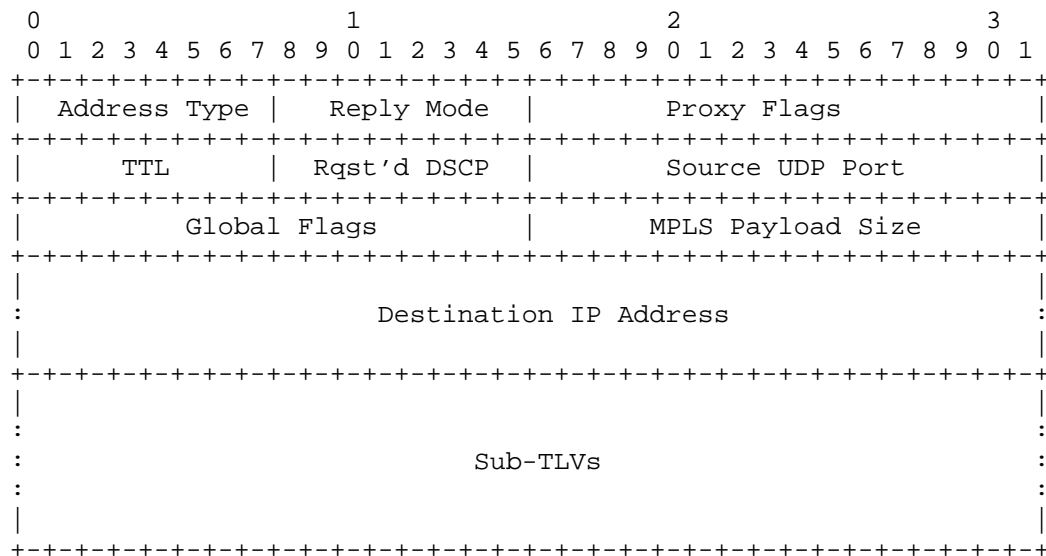 0                   1                   2                   3
0 1 2 3 4 5 6 7 8 9 0 1 2 3 4 5 6 7 8 9 0 1 2 3 4 5 6 7 8 9 0 1
+-+-+-+-+-+-+-+-+-+-+-+-+-+-+-+-+-+-+-+-+-+-+-+-+-+-+-+-+-+-+-+-+
|  Address Type |   Reply Mode  |        Proxy Flags            |
+-+-+-+-+-+-+-+-+-+-+-+-+-+-+-+-+-+-+-+-+-+-+-+-+-+-+-+-+-+-+-+-+
|      TTL      |  Rqst’d DSCP  |        Source UDP Port        |
+-+-+-+-+-+-+-+-+-+-+-+-+-+-+-+-+-+-+-+-+-+-+-+-+-+-+-+-+-+-+-+-+
|          Global Flags         |       MPLS Payload Size       |
+-+-+-+-+-+-+-+-+-+-+-+-+-+-+-+-+-+-+-+-+-+-+-+-+-+-+-+-+-+-+-+-+
|                                                               |
:                      Destination IP Address                   :
|                                                               |
+-+-+-+-+-+-+-+-+-+-+-+-+-+-+-+-+-+-+-+-+-+-+-+-+-+-+-+-+-+-+-+-+
|                                                               |
:                                                               :
:                            Sub-TLVs                           :
:                                                               :
|                                                               |
+-+-+-+-+-+-+-+-+-+-+-+-+-+-+-+-+-+-+-+-+-+-+-+-+-+-+-+-+-+-+-+-+